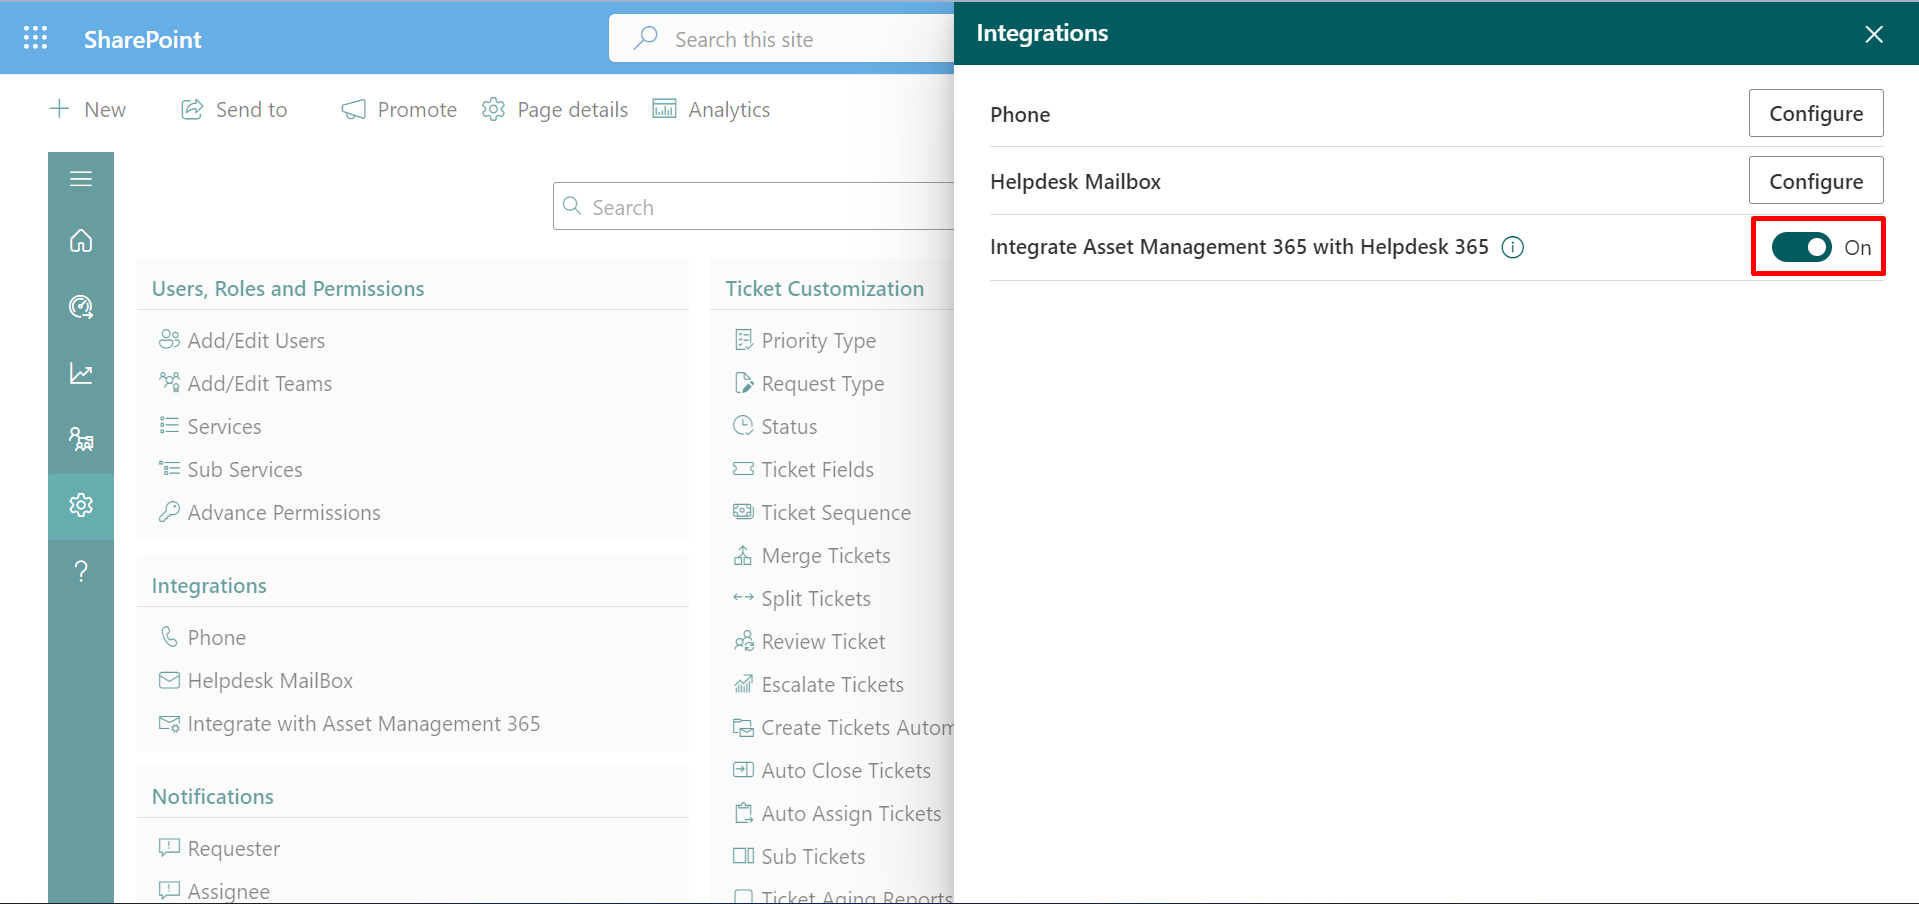 SharePoint
Search this site
New
Send to
Promote
Page details
Analytics
Search
Users, Roles and Permissions
Add/Edit Users
Add/Edit Teams
Services
Sub Services
Advance Permissions
Integrations
Phone
Helpdesk MailBox
Integrate with Asset Management 365
Notifications
Requester
Assignee
Ticket Customization
Priority Type
Request Type
Status
Ticket Fields
Ticket Sequence
Merge Tickets
Split Tickets
Review Ticket
Escalate Tickets
Create Tickets Autom
Auto Close Tickets
Auto Assign Tickets
Sub Tickets
Ticket Aging Reports
Integrations
Phone
Configure
Helpdesk Mailbox
Configure
Integrate Asset Management 365 with Helpdesk 365
On